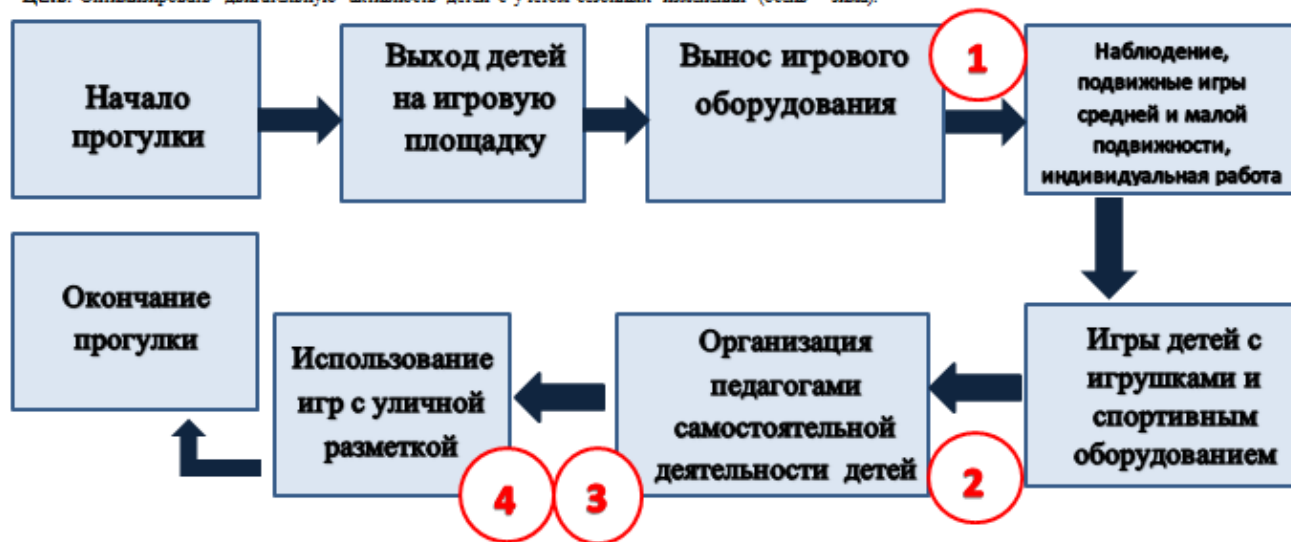 Начало
прогулки
Выход детей
на игровую
площадку
Вынос игрового
оборудования
1
Наблюдение,
подвижные игры
средней и малой
подвижности,
индивидуальная работа
Игры детей с
игрушками и
спортивным
оборудованием
2
Организация
педагогами
самостоятельной
деятельности детей
3
Использование
игр с уличной
разметкой
4
Окончание
прогулки